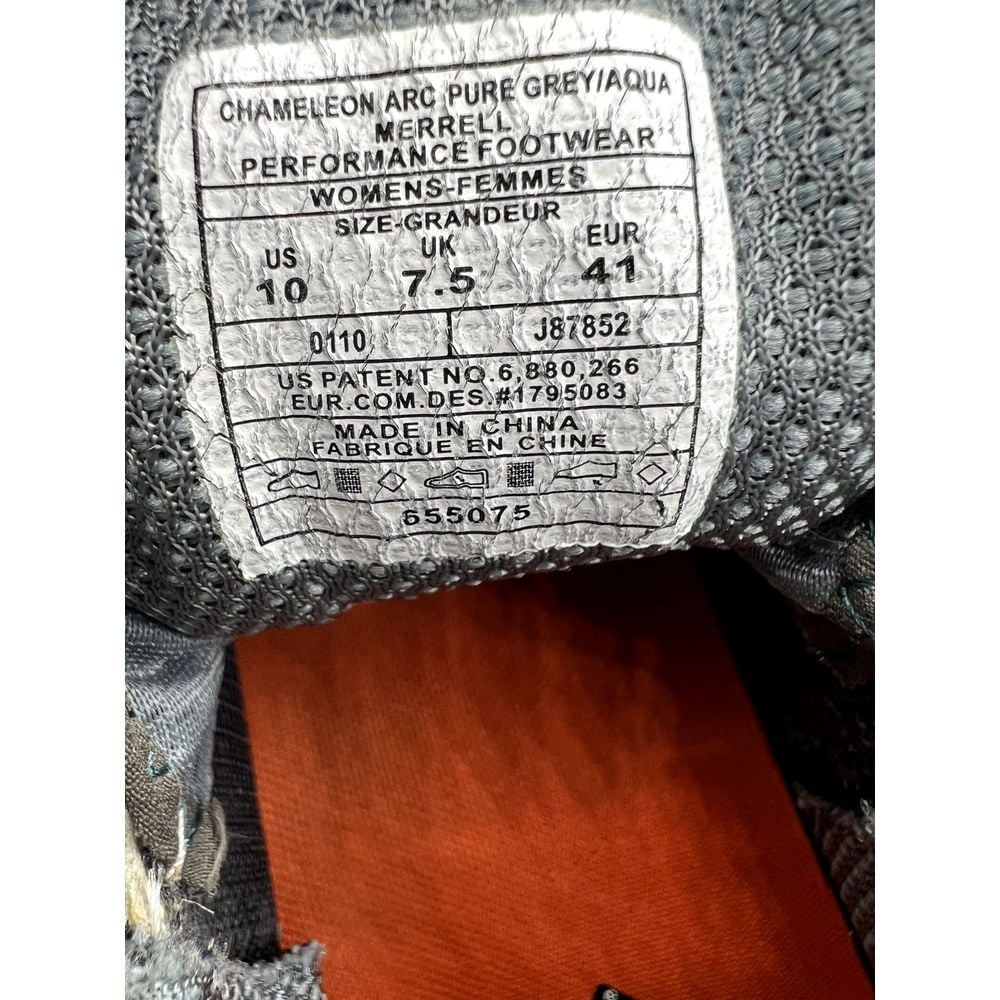 CHAMELEON ARC PURE GREY/AQUA
MERRELL
PERFORMANCE FOOTWEAR
WOMENS-FEMMES
SIZE-GRANDEUR
US UK EUR
10 7.5 41
0110 J87852
US PATENT NO.6,880,266
EUR.COM.DES.#1795083
MADE IN CHINA
FABRIQUE EN CHINE
655075